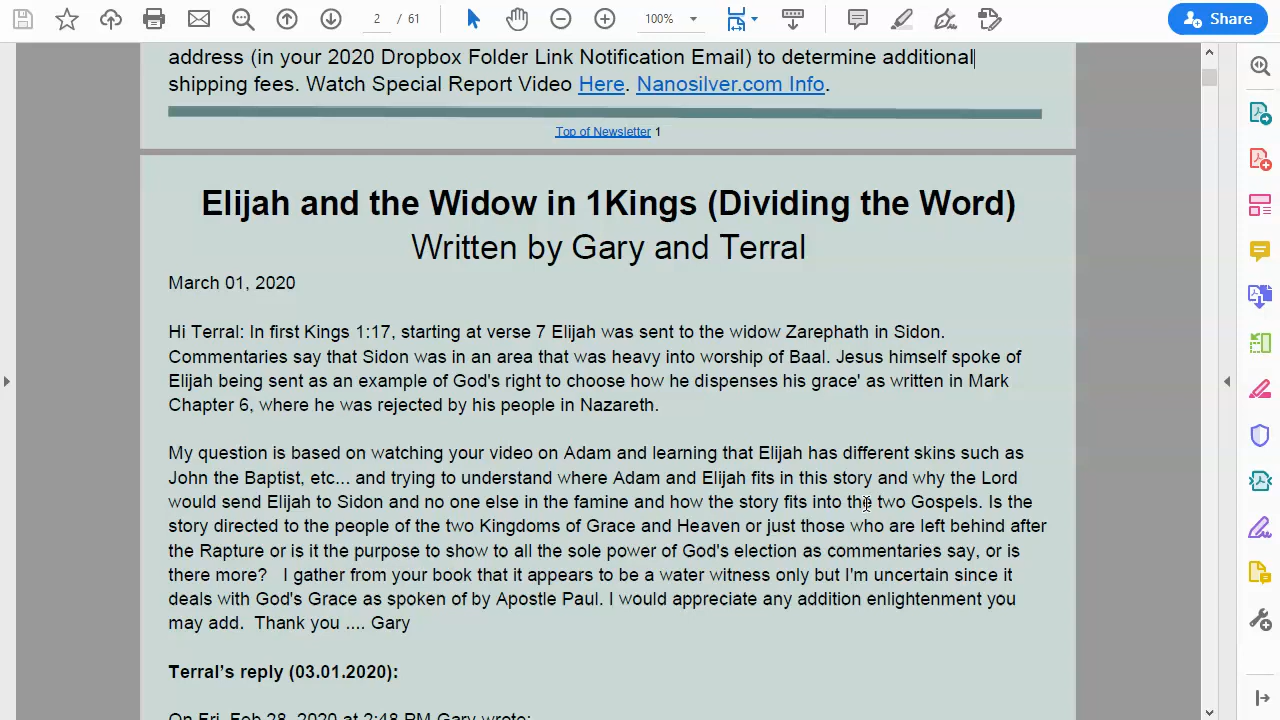 2 / 61
100%
Share
address (in your 2020 Dropbox Folder Link Notification Email) to determine additional
shipping fees. Watch Special Report Video Here. Nanosilver.com Info.
Top of Newsletter 1
Elijah and the Widow in 1Kings (Dividing the Word)
Written by Gary and Terral
March 01, 2020
Hi Terral: In first Kings 1:17, starting at verse 7 Elijah was sent to the widow Zarephath in Sidon.
Commentaries say that Sidon was in an area that was heavy into worship of Baal. Jesus himself spoke of
Elijah being sent as an example of God's right to choose how he dispenses his grace' as written in Mark
Chapter 6, where he was rejected by his people in Nazareth.
My question is based on watching your video on Adam and learning that Elijah has different skins such as
John the Baptist, etc... and trying to understand where Adam and Elijah fits in this story and why the Lord
would send Elijah to Sidon and no one else in the famine and how the story fits into the two Gospels. Is the
story directed to the people of the two Kingdoms of Grace and Heaven or just those who are left behind after
the Rapture or is it the purpose to show to all the sole power of God's election as commentaries say, or is
there more?   I gather from your book that it appears to be a water witness only but I'm uncertain since it
deals with God's Grace as spoken of by Apostle Paul. I would appreciate any addition enlightenment you
may add.  Thank you .... Gary
Terral’s reply (03.01.2020):
On Fri, Feb 28, 2020 at 2:48 PM Gary wrote: